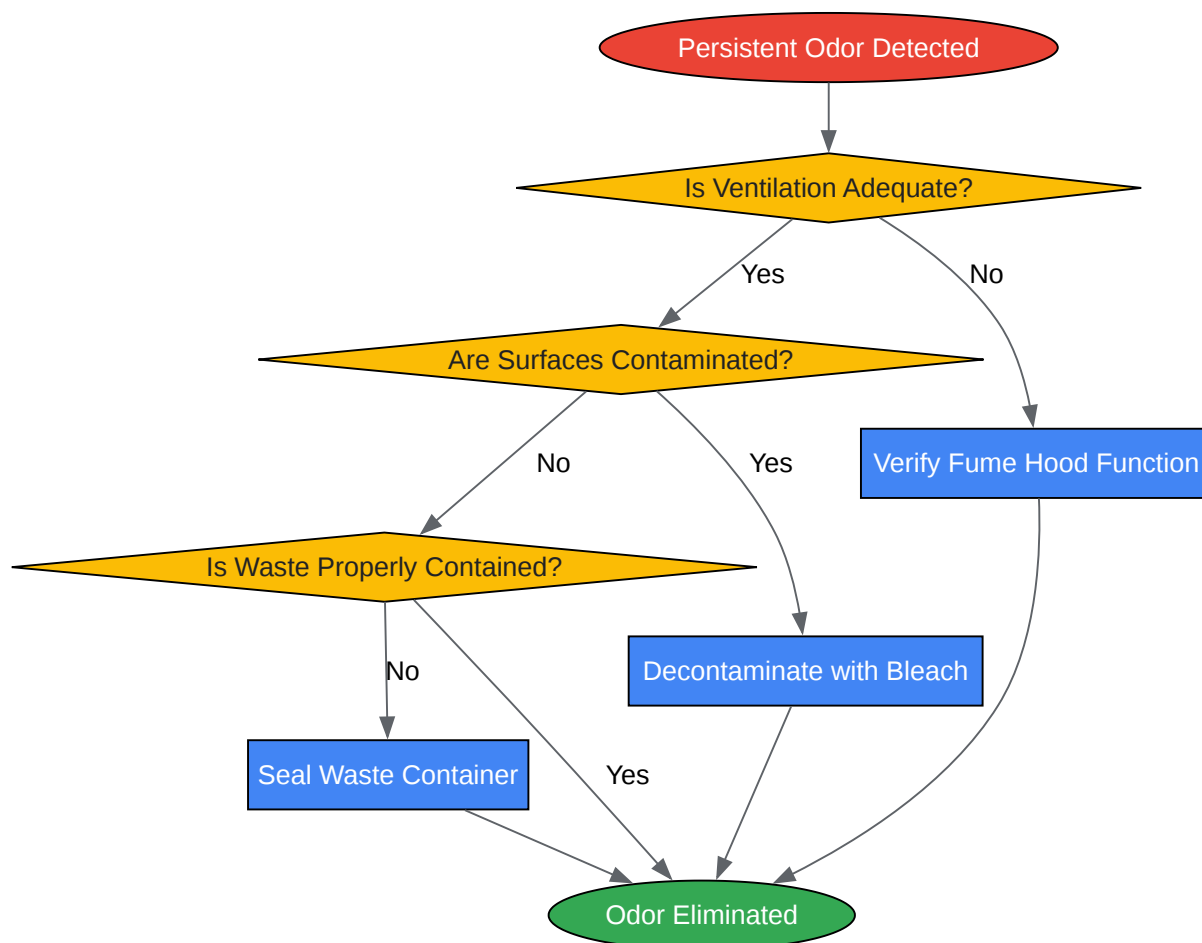 Persistent Odor Detected
Is Ventilation Adequate?
Yes
No
Are Surfaces Contaminated?
No
Yes
Verify Fume Hood Function
Is Waste Properly Contained?
No
Decontaminate with Bleach
Seal Waste Container
Yes
Odor Eliminated